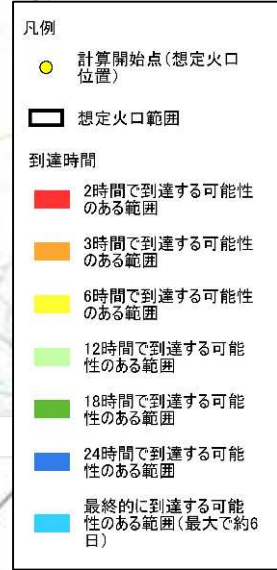 凡例
計算開始点(想定火口
位置)
想定火口範囲
到達時間
2時間で到達する可能性
のある範囲
3時間で到達する可能性
のある範囲
6時間で到達する可能性
のある範囲
12時間で到達する可能
性のある範囲
18時間で到達する可能
性のある範囲
24時間で到達する可能
性のある範囲
最終的に到達する可能
性のある範囲(最大で約6
日)